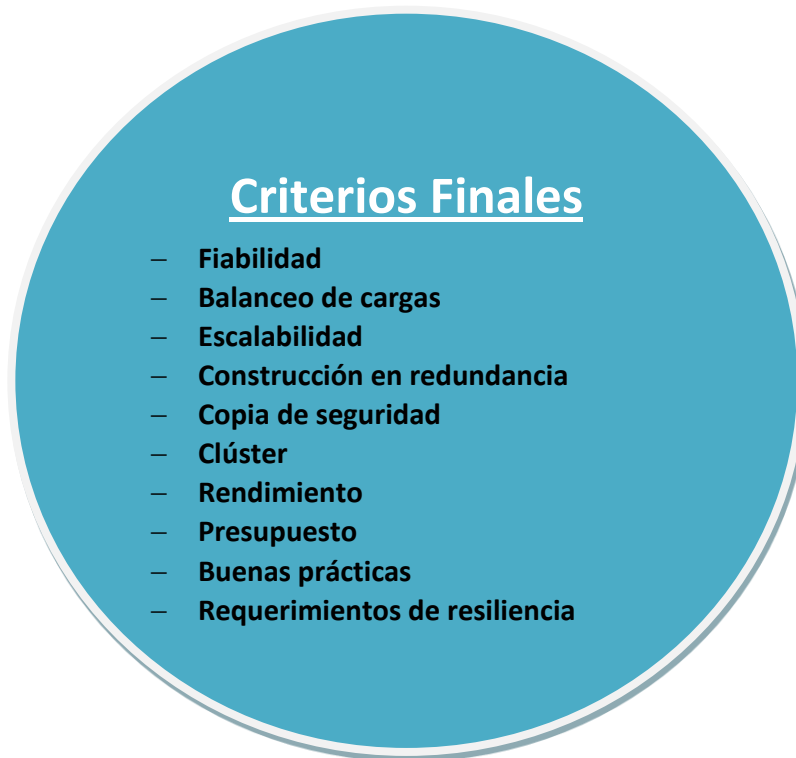 Criterios Finales
– Fiabilidad
– Balanceo de cargas
– Escalabilidad
– Construcción en redundancia
– Copia de seguridad
– Clúster
– Rendimiento
– Presupuesto
– Buenas prácticas
– Requerimientos de resiliencia